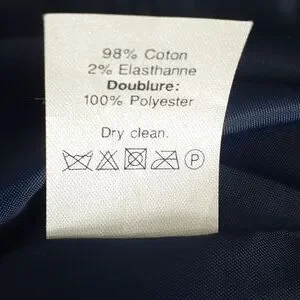 98% Coton
2% Elasthanne
Doublure:
100% Polyester
Dry clean.
P